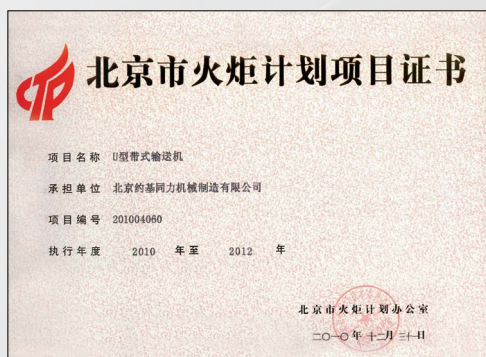 北京市火炬计划项目证书
项目名称 U型带式输送机
承担单位 北京约基同力机械制造有限公司
项目编号 201004060
执行年度 2010 年至 2012 年
北京市火炬计划办公室
二〇一〇年十二月三十一日